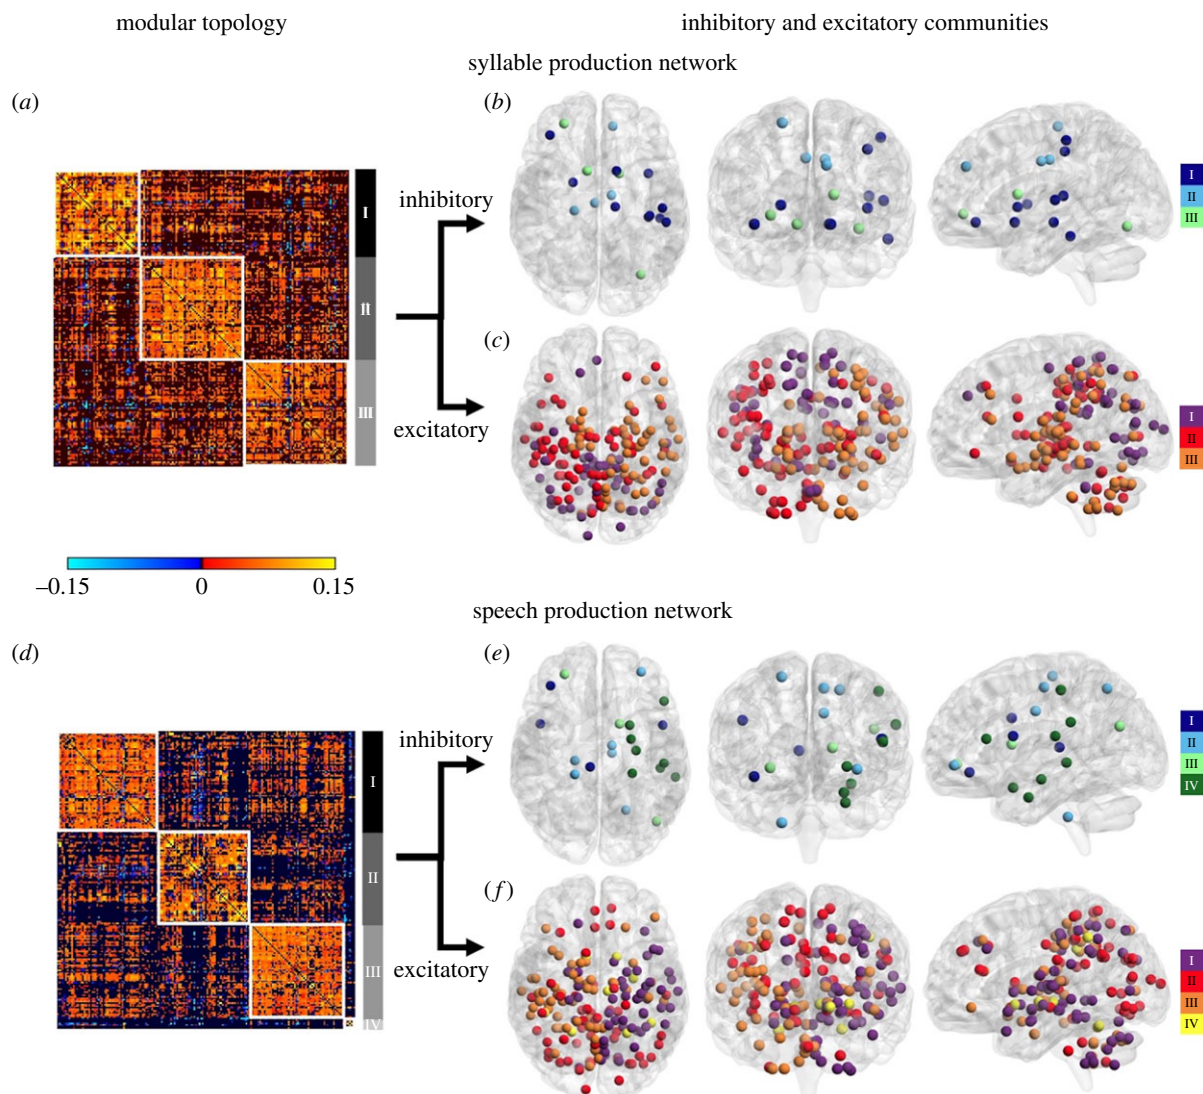 modular topology
inhibitory and excitatory communities
syllable production network
(a)
(b)
I
II
III
inhibitory
I
II
III
(c)
excitatory
I
II
III
−0.15
0
0.15
speech production network
(d)
(e)
I
II
III
IV
inhibitory
I
II
III
IV
(f)
excitatory
I
II
III
IV